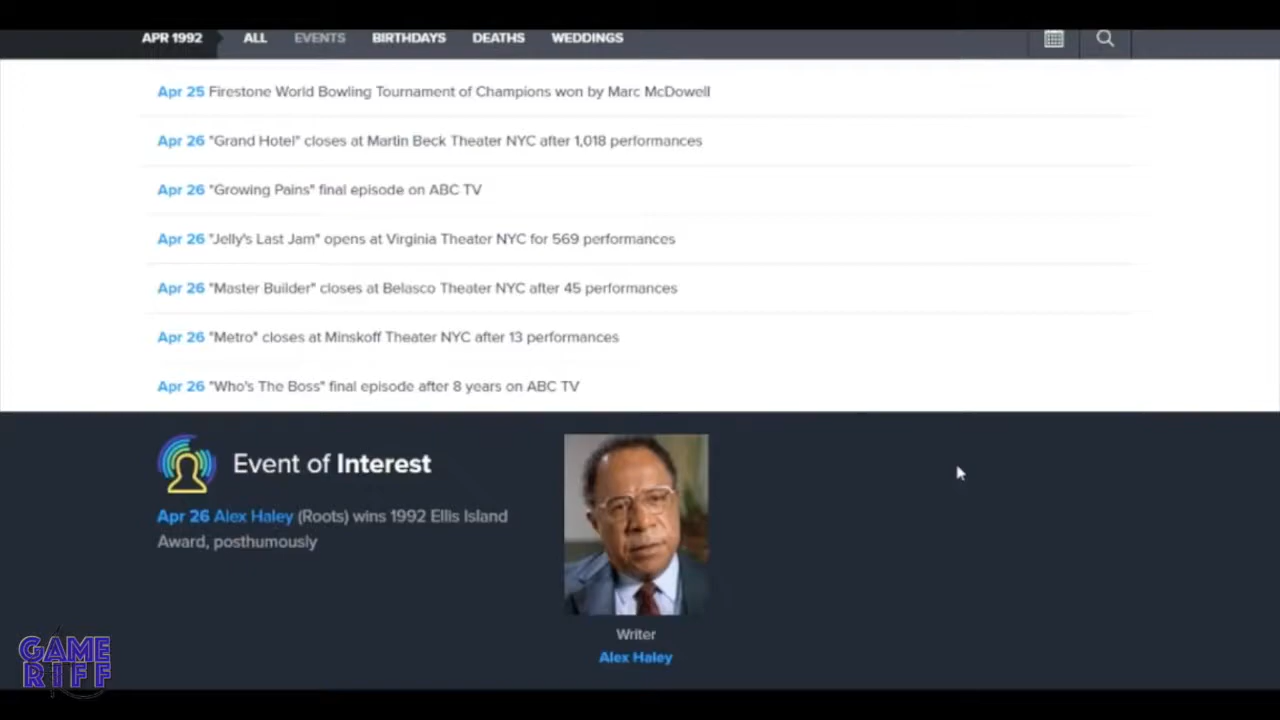 APR 1992 ALL EVENTS BIRTHDAYS DEATHS WEDDINGS
Apr 25 Firestone World Bowling Tournament of Champions won by Marc McDowell
Apr 26 "Grand Hotel" closes at Martin Beck Theater NYC after 1,018 performances
Apr 26 "Growing Pains" final episode on ABC TV
Apr 26 "Jelly's Last Jam" opens at Virginia Theater NYC for 569 performances
Apr 26 "Master Builder" closes at Belasco Theater NYC after 45 performances
Apr 26 "Metro" closes at Minskoff Theater NYC after 13 performances
Apr 26 "Who's The Boss" final episode after 8 years on ABC TV
Event of Interest
Apr 26 Alex Haley (Roots) wins 1992 Ellis Island
Award, posthumously
Writer
Alex Haley
GAME
RIFF